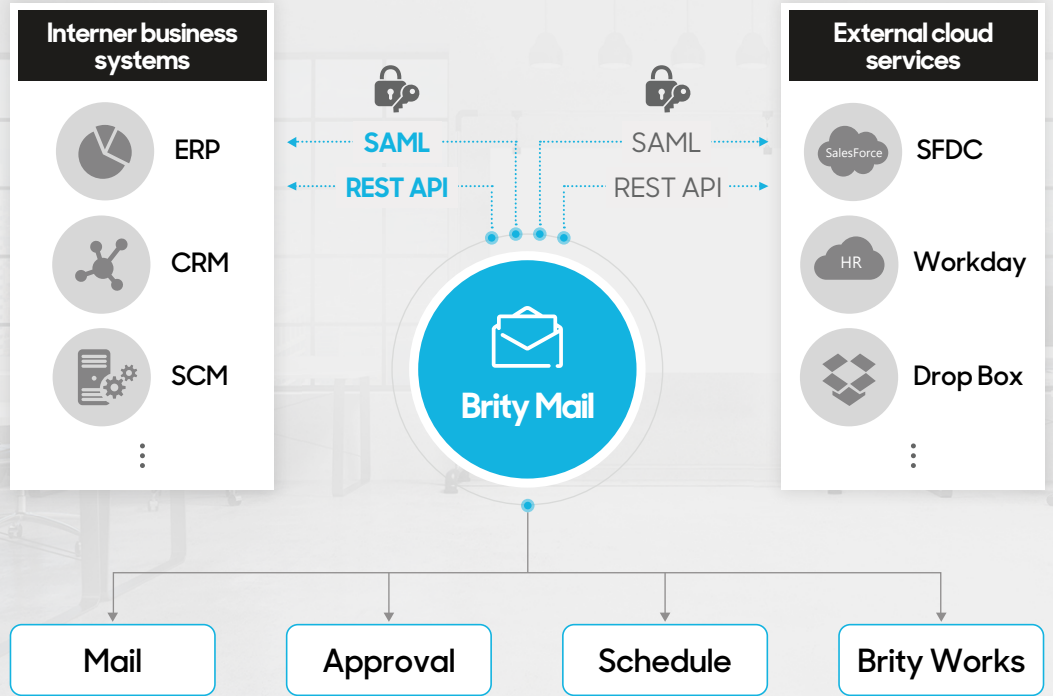 Interner business
systems
ERP
CRM
SCM
SAML
REST API
SAML
REST API
Brity Mail
External cloud
services
SalesForce
SFDC
HR
Workday
Drop Box
Mail
Approval
Schedule
Brity Works